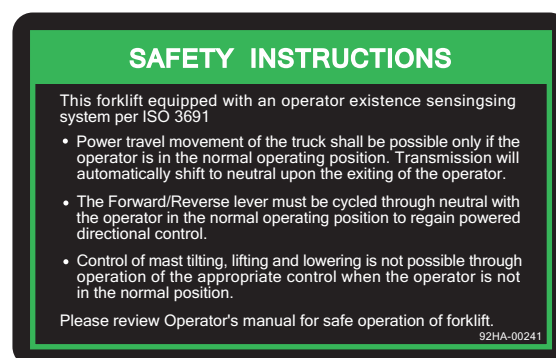 SAFETY INSTRUCTIONS
This forklift equipped with an operator existence sensingsing
system per ISO 3691
• Power travel movement of the truck shall be possible only if the
operator is in the normal operating position. Transmission will
automatically shift to neutral upon the exiting of the operator.
• The Forward/Reverse lever must be cycled through neutral with
the operator in the normal operating position to regain powered
directional control.
• Control of mast tilting, lifting and lowering is not possible through
operation of the appropriate control when the operator is not
in the normal position.
Please review Operator's manual for safe operation of forklift.
92HA-00241